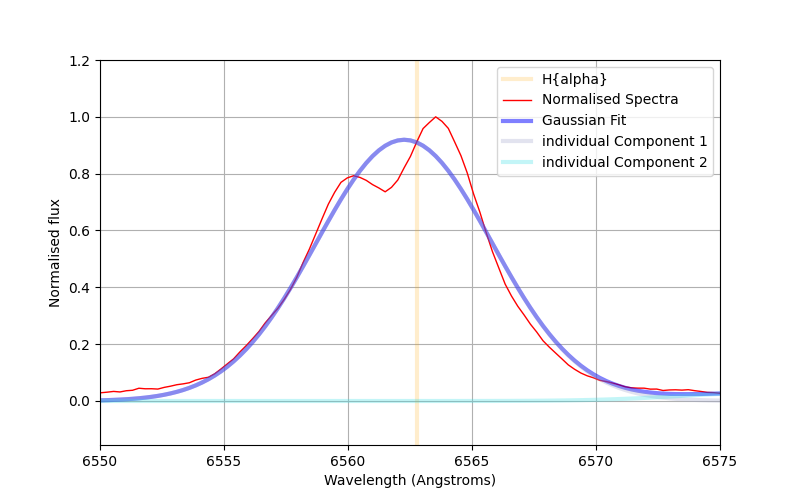 1.2
1.0
0.8
0.6
0.4
0.2
0.0
Normalised flux
H{alpha}
Normalised Spectra
Gaussian Fit
individual Component 1
individual Component 2
6550 6555 6560 6565 6570 6575
Wavelength (Angstroms)